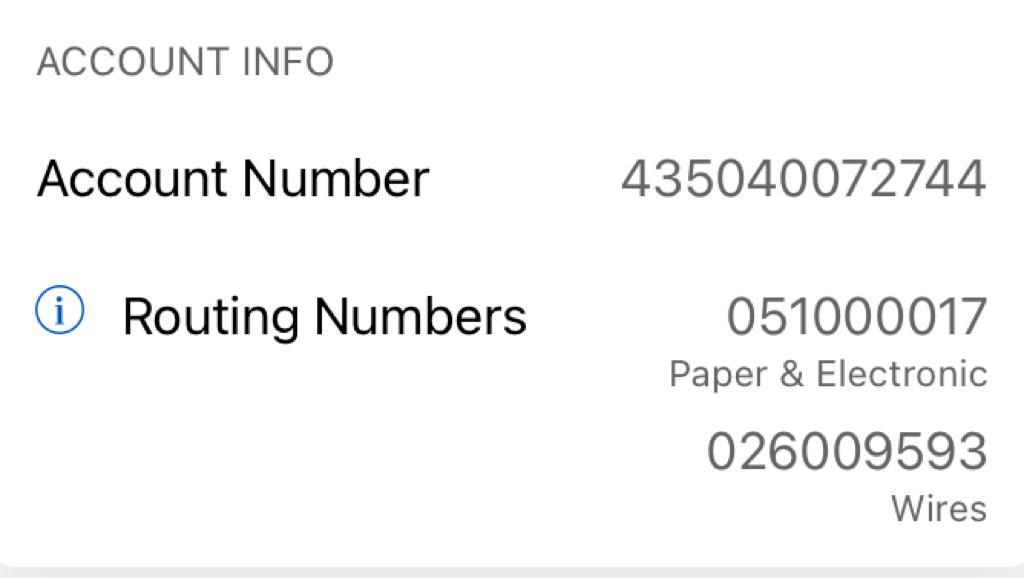 ACCOUNT INFO
Account Number 435040072744
Routing Numbers 051000017
Paper & Electronic
026009593
Wires